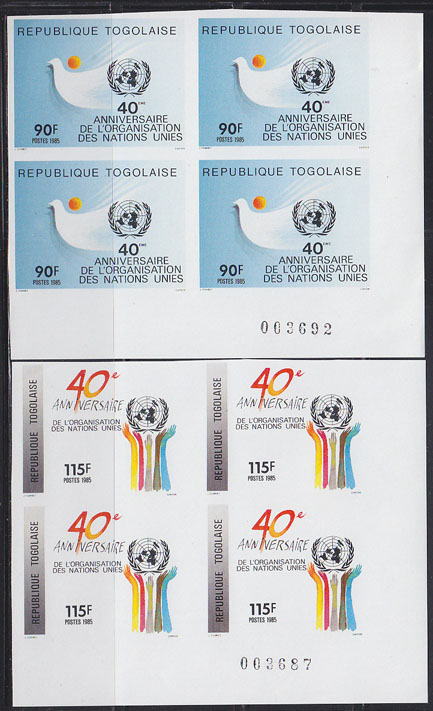 REPUBLIQUE TOGOLAISE
40ÈME
ANNIVERSAIRE
DE L'ORGANISATION
DES NATIONS UNIES
90F
POSTES 1985
REPUBLIQUE TOGOLAISE
40ÈME
ANNIVERSAIRE
DE L'ORGANISATION
DES NATIONS UNIES
90F
POSTES 1985
REPUBLIQUE TOGOLAISE
40ÈME
ANNIVERSAIRE
DE L'ORGANISATION
DES NATIONS UNIES
90F
POSTES 1985
REPUBLIQUE TOGOLAISE
40ÈME
ANNIVERSAIRE
DE L'ORGANISATION
DES NATIONS UNIES
90F
POSTES 1985
003692
REPUBLIQUE TOGOLAISE
40e
ANNIVERSAIRE
DE L'ORGANISATION
DES NATIONS UNIES
115F
POSTES 1985
REPUBLIQUE TOGOLAISE
40e
ANNIVERSAIRE
DE L'ORGANISATION
DES NATIONS UNIES
115F
POSTES 1985
REPUBLIQUE TOGOLAISE
40e
ANNIVERSAIRE
DE L'ORGANISATION
DES NATIONS UNIES
115F
POSTES 1985
REPUBLIQUE TOGOLAISE
40e
ANNIVERSAIRE
DE L'ORGANISATION
DES NATIONS UNIES
115F
POSTES 1985
003687